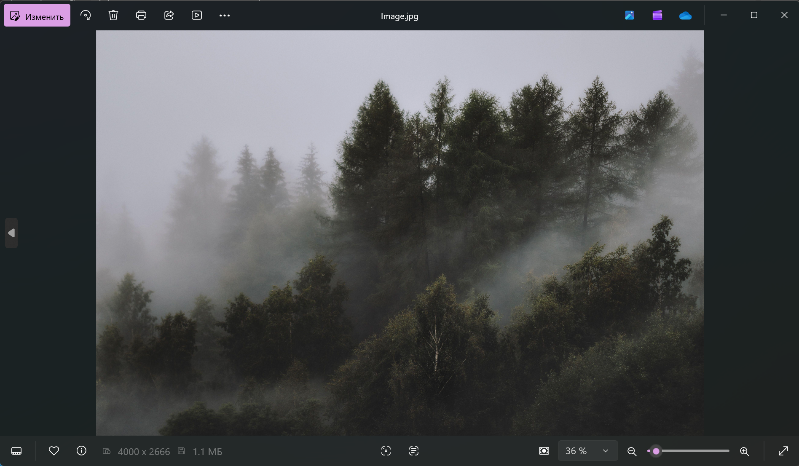 Изменить
Image.jpg
4000 x 2666
1.1 МБ
36 %